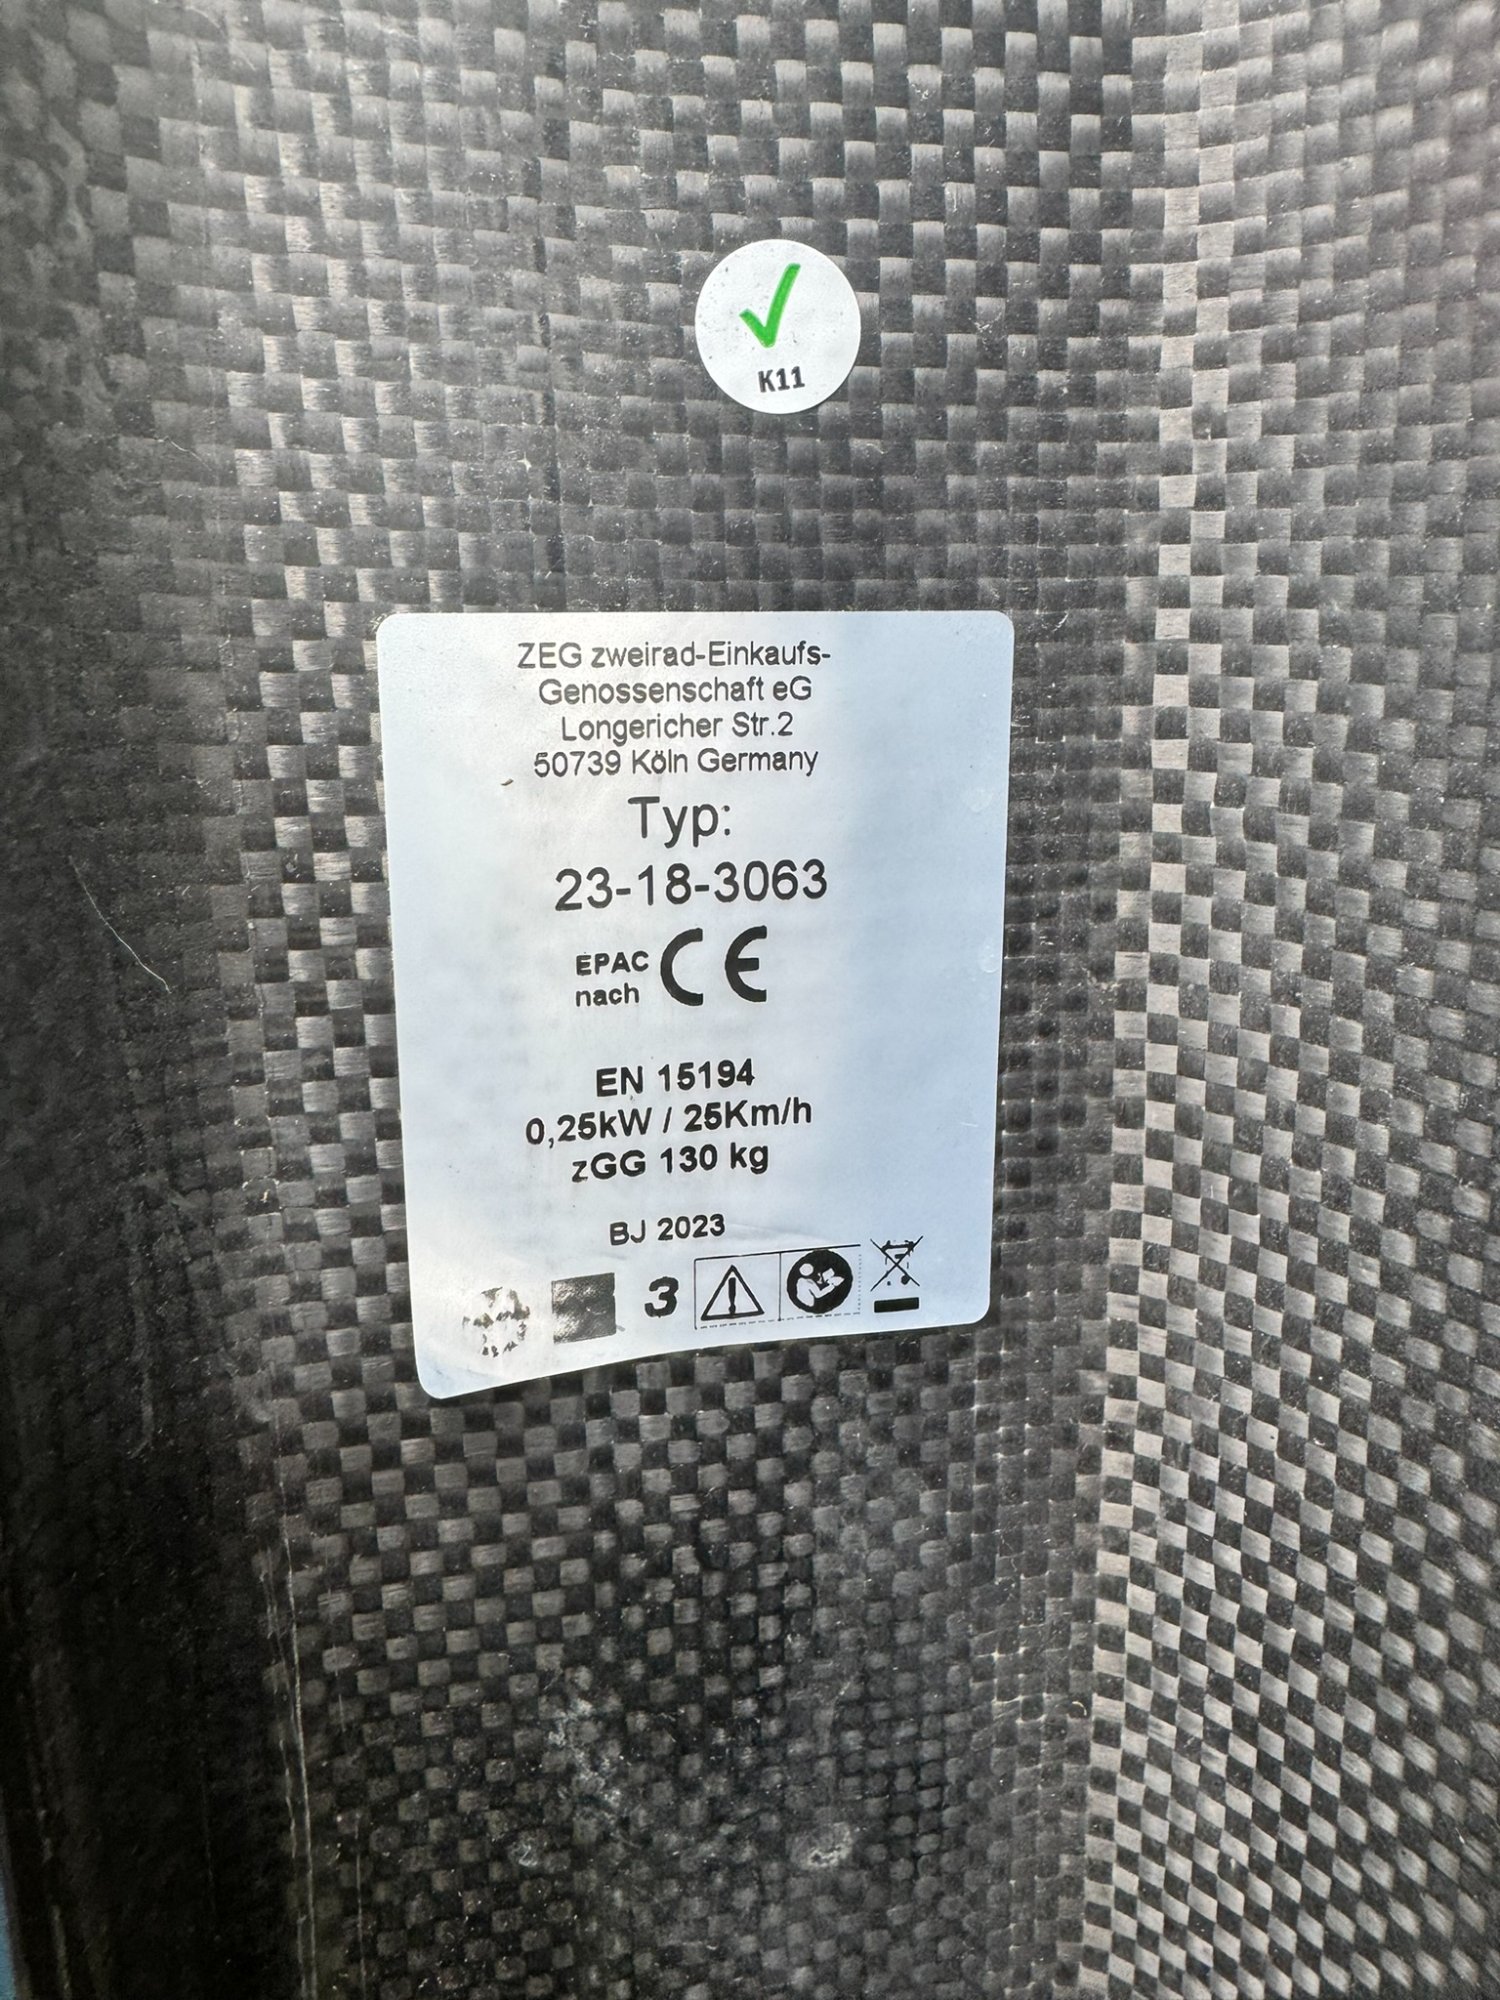 K11
ZEG zweirad-Einkaufs-
Genossenschaft eG
Longericher Str.2
50739 Köln Germany
Typ:
23-18-3063
EPAC
nach CE
EN 15194
0,25kW / 25Km/h
zGG 130 kg
BJ 2023
3